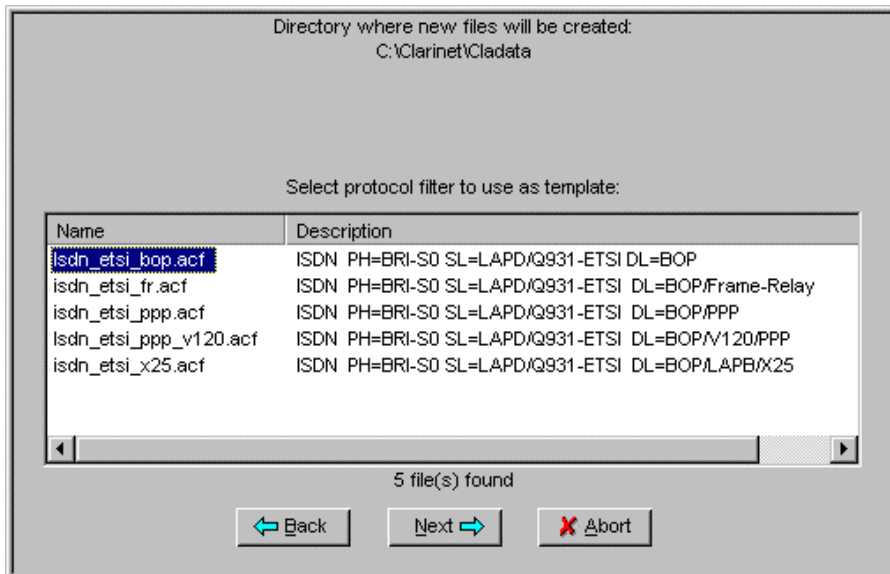 Directory where new files will be created:
C:\Clarinet\Cladata
Select protocol filter to use as template:
Name Description
Isdn_etsi_bop.acf ISDN PH=BRI-S0 SL=LAPD/Q931-ETSI DL=BOP
isdn_etsi_fr.acf ISDN PH=BRI-S0 SL=LAPD/Q931-ETSI DL=BOP/Frame-Relay
isdn_etsi_ppp.acf ISDN PH=BRI-S0 SL=LAPD/Q931-ETSI DL=BOP/PPP
Isdn_etsi_ppp_v120.acf ISDN PH=BRI-S0 SL=LAPD/Q931-ETSI DL=BOP/V120/PPP
isdn_etsi_x25.acf ISDN PH=BRI-S0 SL=LAPD/Q931-ETSI DL=BOP/LAPB/X25
5 file(s) found
Back Next Abort